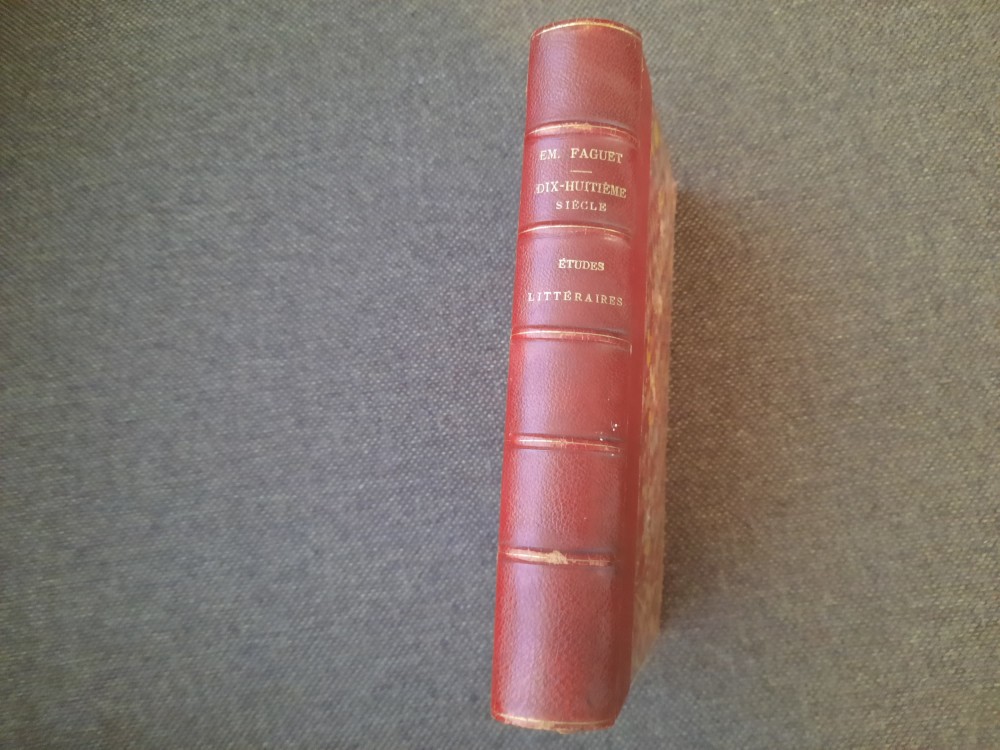 EM. FAGUET
DIX-HUITIÈME
SIÈCLE
ÉTUDES
LITTÉRAIRES